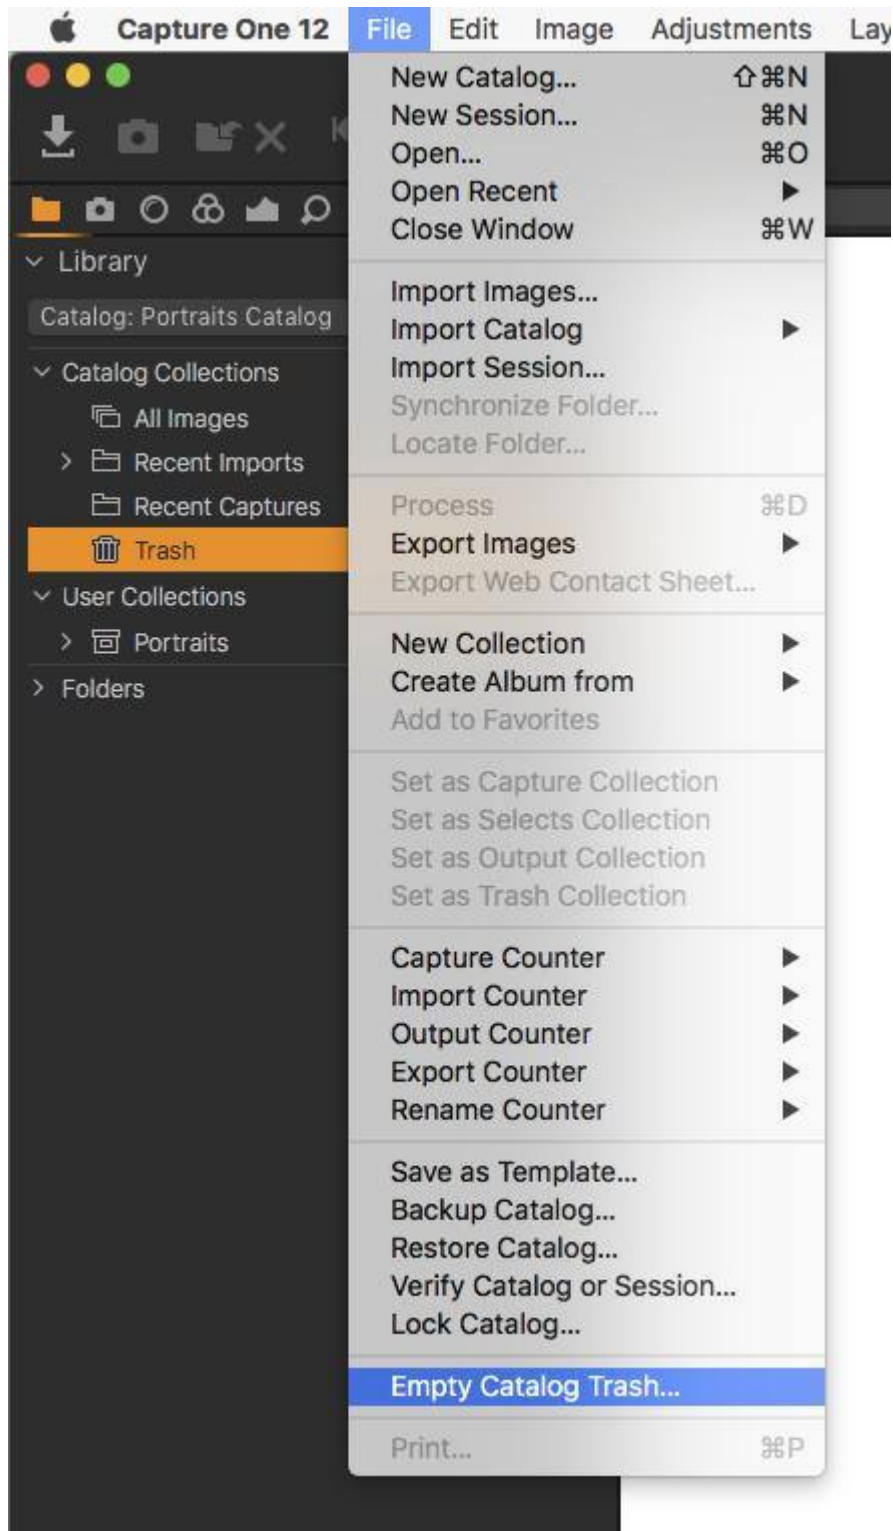 Capture One 12 File Edit Image Adjustments Lay
New Catalog... ⇧⌘N
New Session... ⌘N
Open... ⌘O
Open Recent ▶
Close Window ⌘W
Import Images...
Import Catalog ▶
Import Session...
Synchronize Folder...
Locate Folder...
Process ⌘D
Export Images ▶
Export Web Contact Sheet...
New Collection ▶
Create Album from ▶
Add to Favorites
Set as Capture Collection
Set as Selects Collection
Set as Output Collection
Set as Trash Collection
Capture Counter ▶
Import Counter ▶
Output Counter ▶
Export Counter ▶
Rename Counter ▶
Save as Template...
Backup Catalog...
Restore Catalog...
Verify Catalog or Session...
Lock Catalog...
Empty Catalog Trash...
Print... ⌘P
Library
Catalog: Portraits Catalog
Catalog Collections
All Images
Recent Imports
Recent Captures
Trash
User Collections
Portraits
Folders